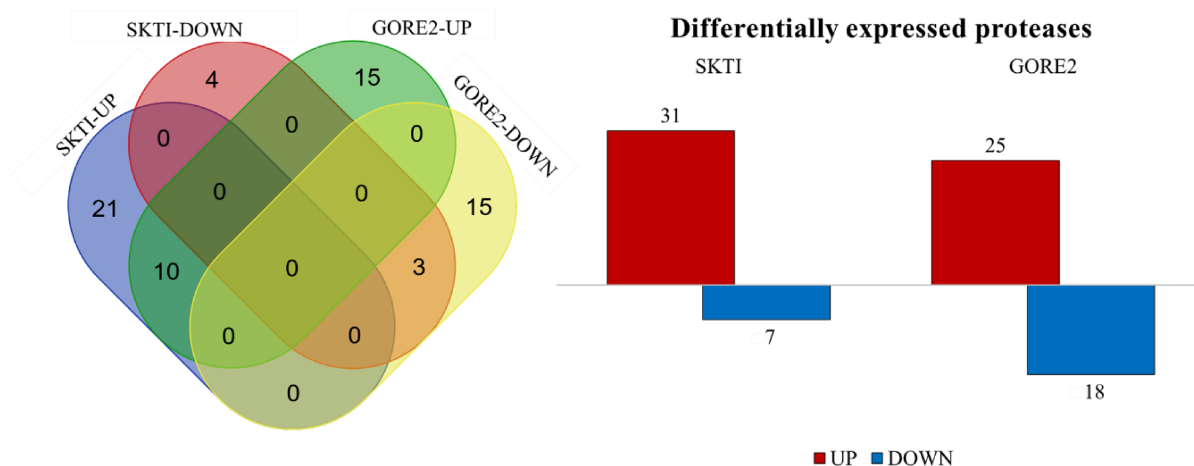 SKTI-DOWN
GORE2-UP
SKTI-UP
GORE2-DOWN
4
15
0
0
0
21
0
0
15
10
0
3
0
0
0
Differentially expressed proteases
SKTI
GORE2
31
25
7
18
UP
DOWN